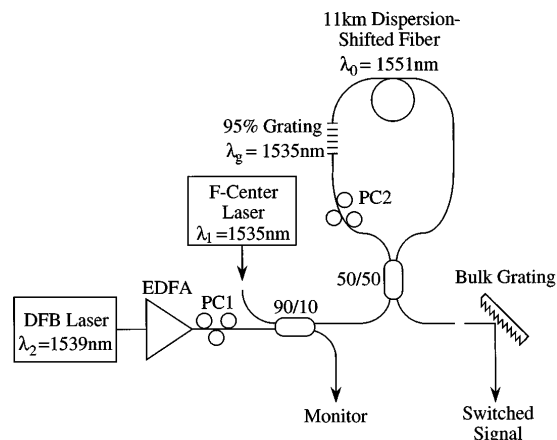 11km Dispersion-
Shifted Fiber
λ0 = 1551nm
95% Grating
λg = 1535nm
PC2
F-Center
Laser
λ1 = 1535nm
50/50
Bulk Grating
EDFA
PC1
90/10
DFB Laser
λ2 = 1539nm
Monitor
Switched
Signal